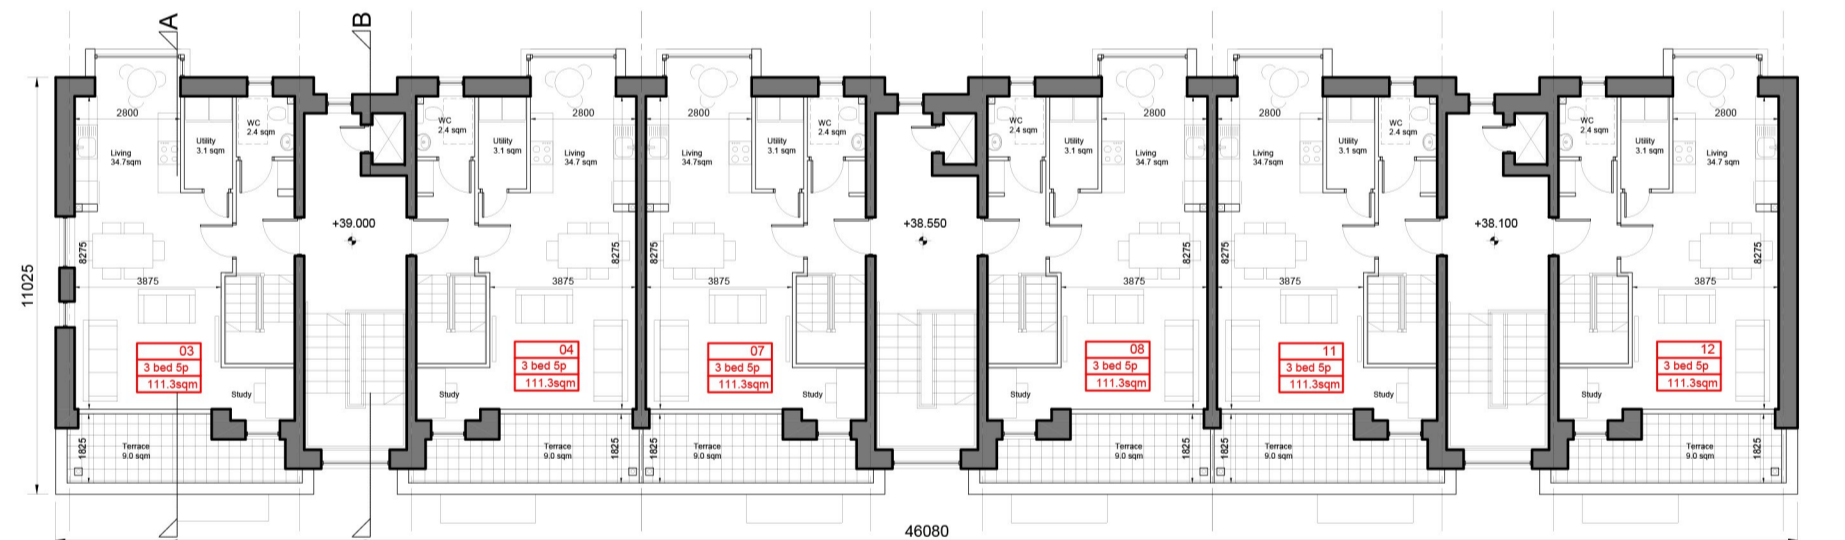 A
B
2800
2800
2800
2800
2800
2800
WC
2.4 sqm
WC
2.4 sqm
WC
2.4 sqm
WC
2.4 sqm
WC
2.4 sqm
WC
2.4 sqm
Utility
3.1 sqm
Utility
3.1 sqm
Utility
3.1 sqm
Utility
3.1 sqm
Utility
3.1 sqm
Utility
3.1 sqm
Living
34.7sqm
Living
34.7 sqm
Living
34.7sqm
Living
34.7 sqm
Living
34.7sqm
Living
34.7 sqm
+39.000
+38.550
+38.100
11025
8275
8275
8275
8275
8275
8275
3875
3875
3875
3875
3875
3875
03
3 bed 5p
111.3sqm
04
3 bed 5p
111.3sqm
07
3 bed 5p
111.3sqm
08
3 bed 5p
111.3sqm
11
3 bed 5p
111.3sqm
12
3 bed 5p
111.3sqm
Study
Study
Study
Study
Study
Study
1825
Terrace
9.0 sqm
Terrace
9.0 sqm
1825
1825
Terrace
9.0 sqm
Terrace
9.0 sqm
1825
1825
Terrace
9.0 sqm
Terrace
9.0 sqm
1825
A
B
46080